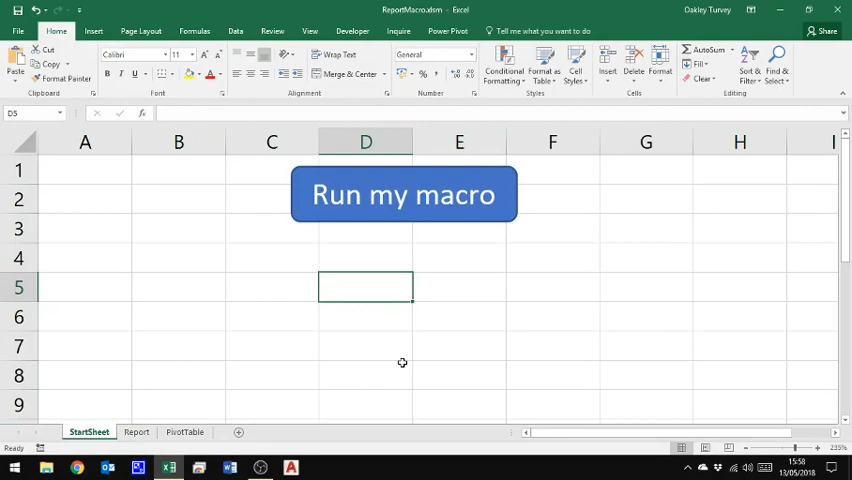 ReportMacro.xlsm - Excel
Oakley Turvey
File Home Insert Draw Page Layout Formulas Data Review View Developer Inquire Power Pivot Tell me what you want to do Share
Paste
Cut
Copy
Format Painter
Clipboard
Calibri
B I U
A
Font
Wrap Text
Merge & Center
Alignment
General
%
Number
Conditional Formatting
Format as Table
Cell Styles
Styles
Insert
Delete
Format
Cells
AutoSum
Fill
Clear
Sort & Filter
Find & Select
Editing
D5
fx
A B C D E F G H I
1
2
3
4
5
6
7
8
9
Run my macro
StartSheet Report PivotTable
Ready
235%
15:58
13/05/2018